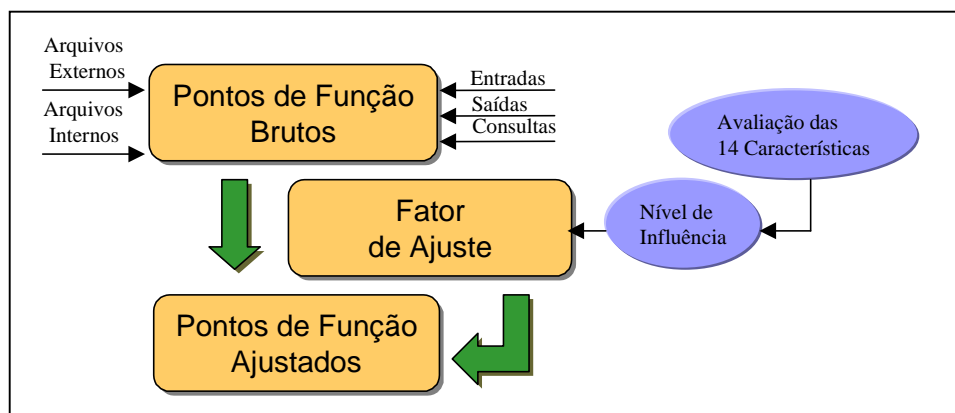 Arquivos
Externos
Arquivos
Internos
Pontos de Função
Brutos
Entradas
Saídas
Consultas
Avaliação das
14 Características
Fator
de Ajuste
Nível de
Influência
Pontos de Função
Ajustados